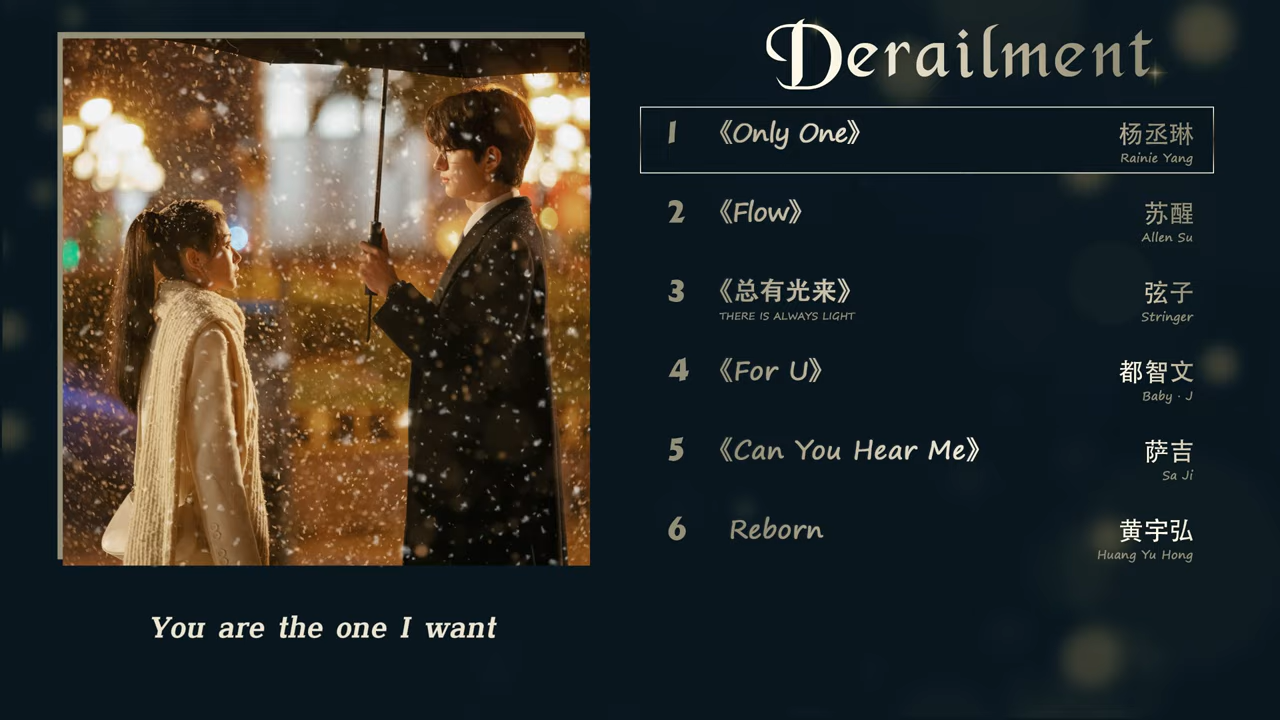 Derailment
1 《Only One》 杨丞琳
Rainie Yang
2 《Flow》 苏醒
Allen Su
3 《总有光来》 弦子
THERE IS ALWAYS LIGHT Stringer
4 《For U》 都智文
Baby · J
5 《Can You Hear Me》 萨吉
Sa Ji
6 Reborn 黄宇弘
Huang Yu Hong
You are the one I want